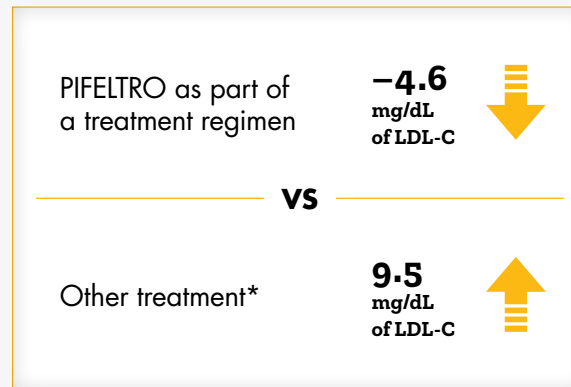 PIFELTRO as part of
a treatment regimen
–4.6
mg/dL
of LDL-C
vs
Other treatment*
9.5
mg/dL
of LDL-C